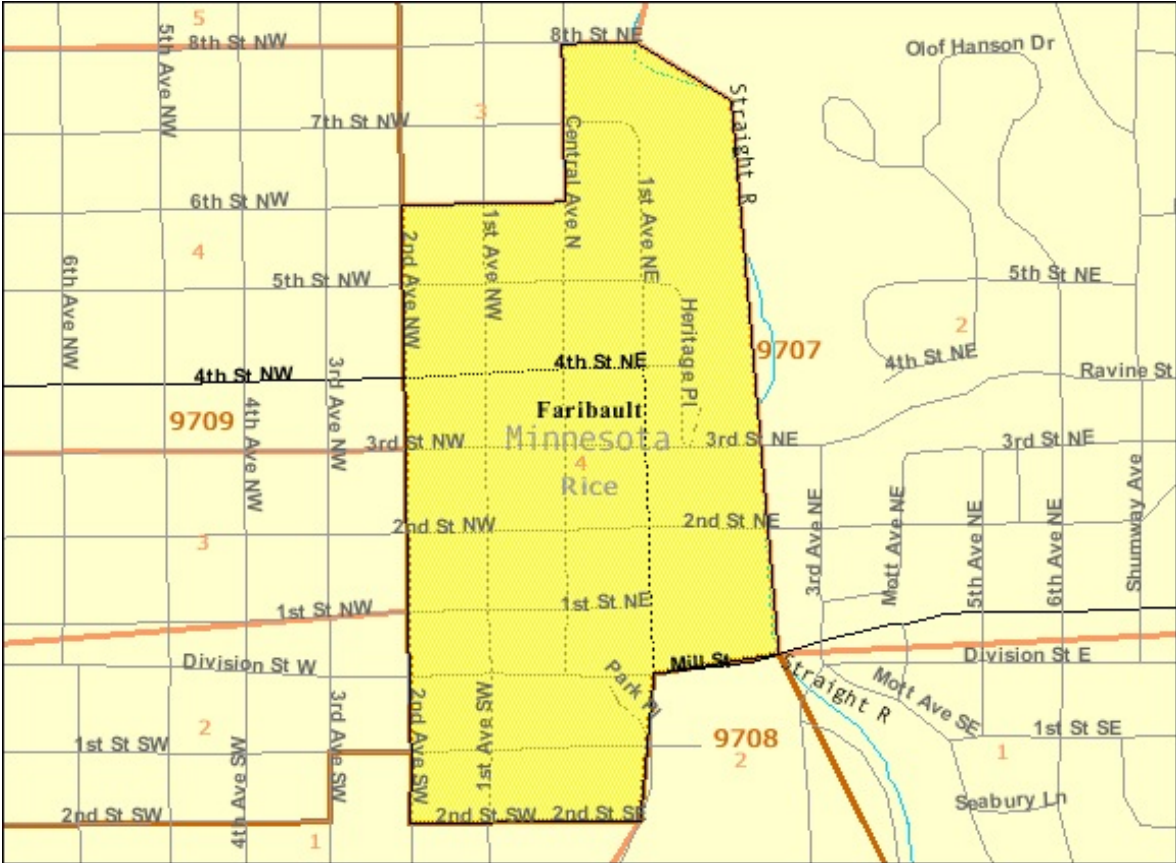 5
8th St NW
5th Ave NW
8th St NE
Olof Hanson Dr
3
7th St NW
Central Ave N
Straight R
6th St NW
1st Ave NE
1st Ave NW
2nd Ave NW
4
6th Ave NW
5th St NW
5th St NE
Heritage Pl
2
9707
4th St NE
4th St NE
4th St NW
3rd Ave NW
Ravine St
4th Ave NW
9709
Faribault
Minnesota
3rd St NW
3rd St NE
3rd St NE
4
Rice
Shumway Ave
2nd St NW
2nd St NE
3
3rd Ave NE
Mott Ave NE
5th Ave NE
6th Ave NE
1st St NW
1st St NE
Division St W
Mill St
Division St E
Park Pl
Straight R
Mott Ave SE
3rd Ave SW
2nd Ave SW
1st Ave SW
2
1st St SW
4th Ave SW
9708
2
1st St SE
1
2nd St SW
2nd St SW
2nd St SE
Seabury Ln
1